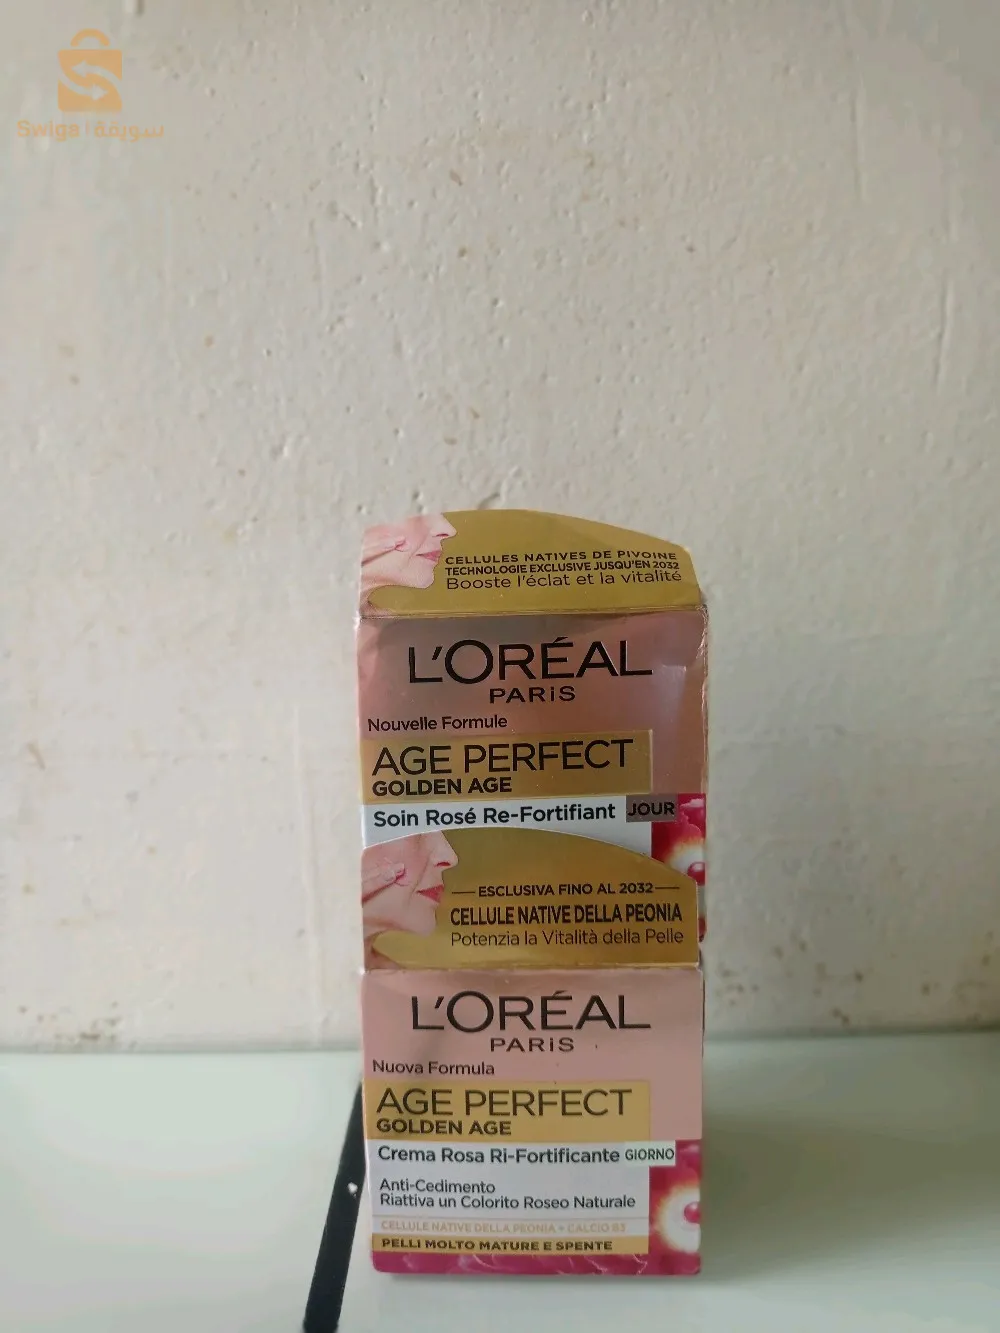 Swiga | سويقة
CELLULES NATIVES DE PIVOINE
TECHNOLOGIE EXCLUSIVE JUSQU'EN 2032
Booste l'éclat et la vitalité
L'ORÉAL
PARiS
Nouvelle Formule
AGE PERFECT
GOLDEN AGE
Soin Rosé Re-Fortifiant JOUR
ESCLUSIVA FINO AL 2032
CELLULE NATIVE DELLA PEONIA
Potenzia la Vitalità della Pelle
L'ORÉAL
PARiS
Nuova Formula
AGE PERFECT
GOLDEN AGE
Crema Rosa Ri-Fortificante GIORNO
Anti-Cedimento
Riattiva un Colorito Roseo Naturale
CELLULE NATIVE DELLA PEONIA + CALCIO B3
PELLI MOLTO MATURE E SPENTE